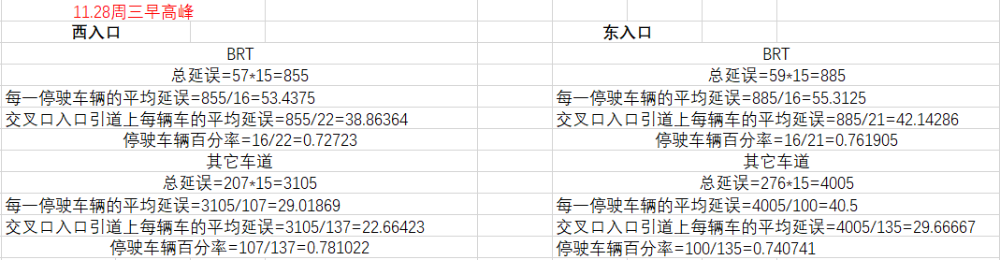 11.28周三早高峰
西入口
BRT
总延误=57*15=855
每一停驶车辆的平均延误=855/16=53.4375
交叉口入口引道上每辆车的平均延误=855/22=38.86364
停驶车辆百分率=16/22=0.72723
其它车道
总延误=207*15=3105
每一停驶车辆的平均延误=3105/107=29.01869
交叉口入口引道上每辆车的平均延误=3105/137=22.66423
停驶车辆百分率=107/137=0.781022
东入口
BRT
总延误=59*15=885
每一停驶车辆的平均延误=885/16=55.3125
交叉口入口引道上每辆车的平均延误=885/21=42.14286
停驶车辆百分率=16/21=0.761905
其它车道
总延误=276*15=4005
每一停驶车辆的平均延误=4005/100=40.5
交叉口入口引道上每辆车的平均延误=4005/135=29.66667
停驶车辆百分率=100/135=0.740741